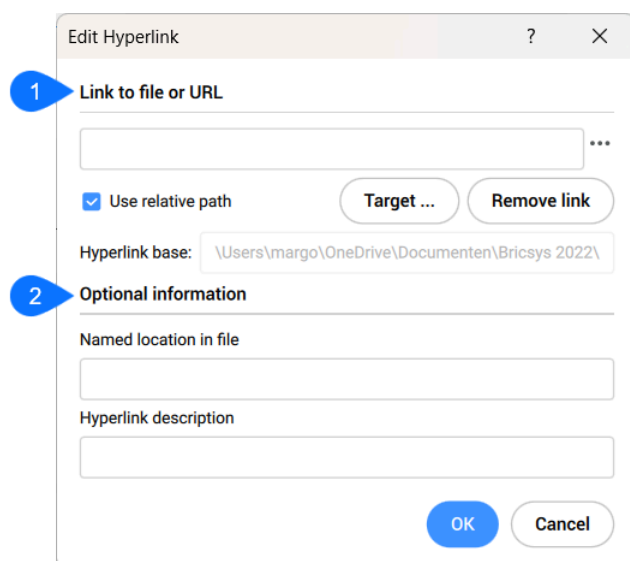 Edit Hyperlink ?
1 Link to file or URL
...
Use relative path Target ... Remove link
Hyperlink base: \Users\margo\OneDrive\Documenten\Bricsys 2022\
2 Optional information
Named location in file
Hyperlink description
OK Cancel